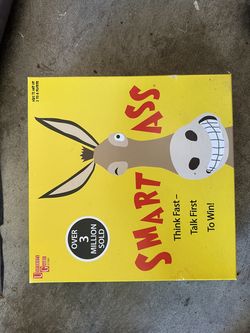 SMART ASS
Think Fast –
Talk First
To Win!
OVER
3
MILLION
SOLD